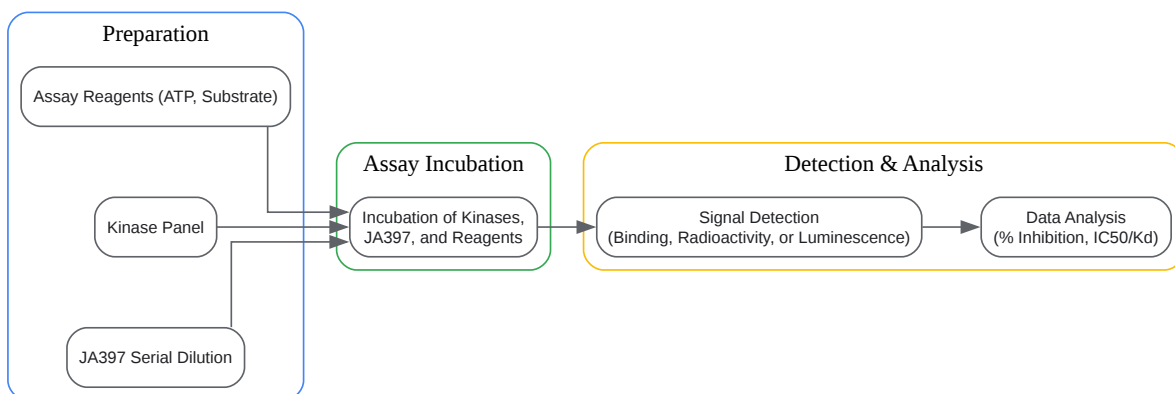 Preparation
Assay Reagents (ATP, Substrate)
Kinase Panel
JA397 Serial Dilution
Assay Incubation
Incubation of Kinases,
JA397, and Reagents
Detection & Analysis
Signal Detection
(Binding, Radioactivity, or Luminescence)
Data Analysis
(% Inhibition, IC50/Kd)